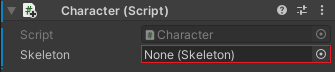 Character (Script)
Script Character
Skeleton None (Skeleton)